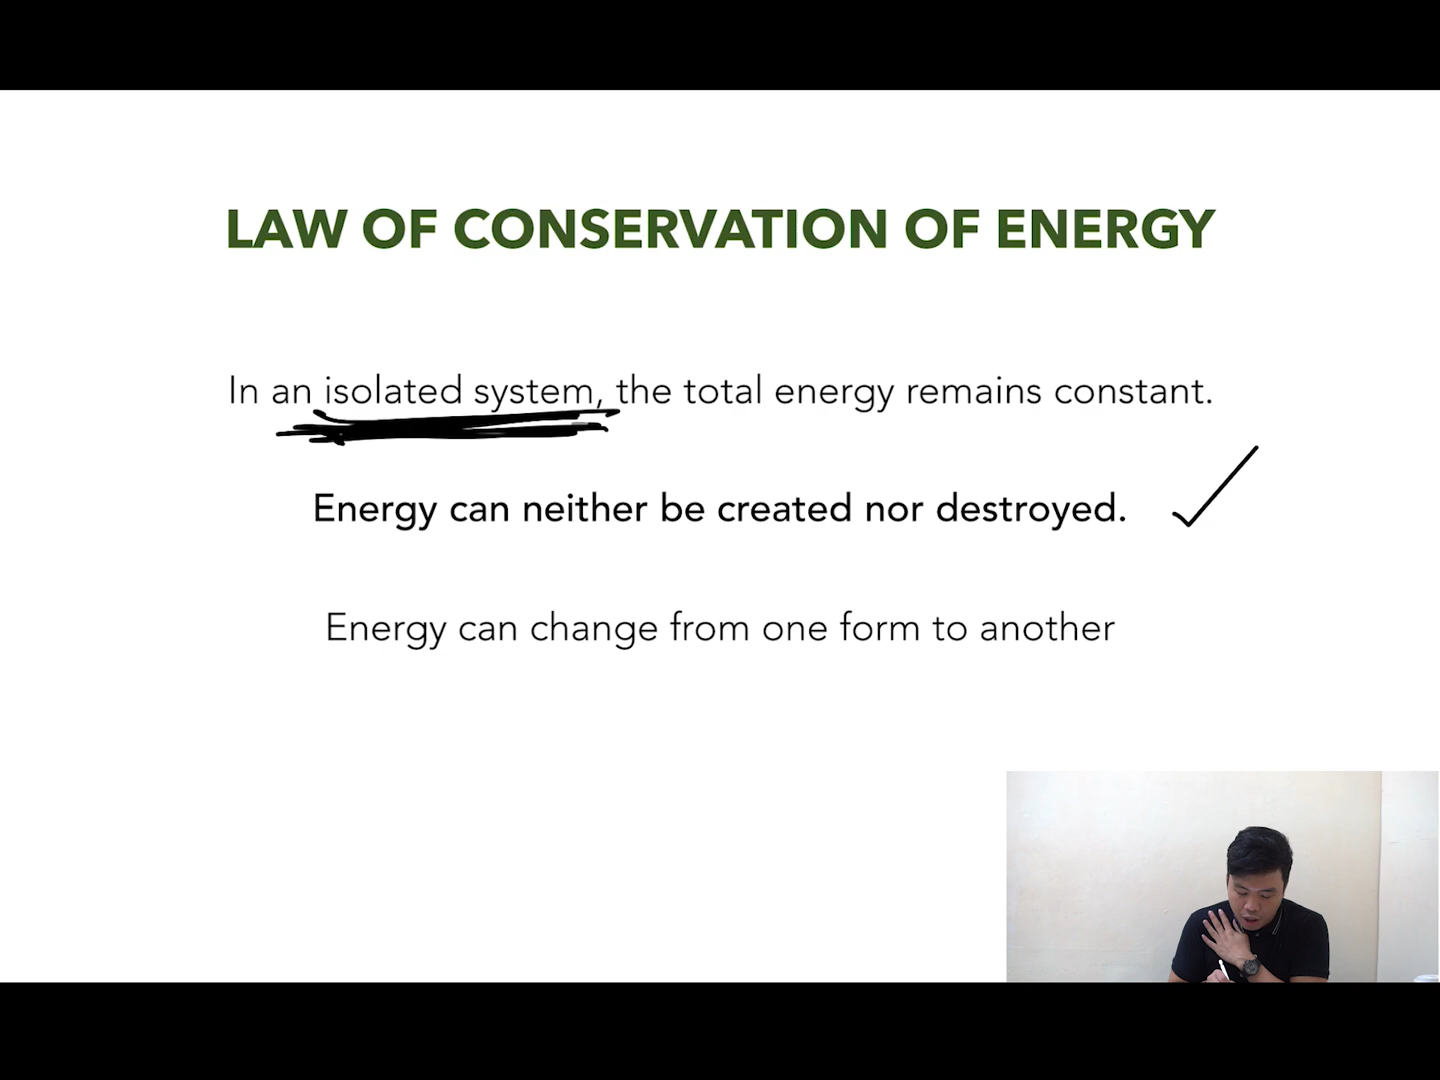 LAW OF CONSERVATION OF ENERGY
In an isolated system, the total energy remains constant.
Energy can neither be created nor destroyed.
Energy can change from one form to another